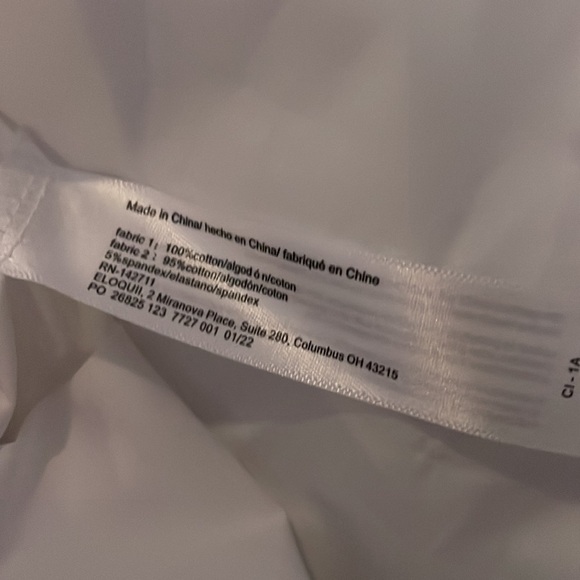 Made in China/ hecho en China/ fabriqué en Chine
fabric 1: 100%cotton/algod ó n/coton
fabric 2 : 95%cotton/algodón/coton
5%spandex/elastano/spandex
RN-142711
ELOQUII, 2 Miranova Place, Suite 280, Columbus OH 43215
PO 26825 123 7727 001 01/22
CI - 1A